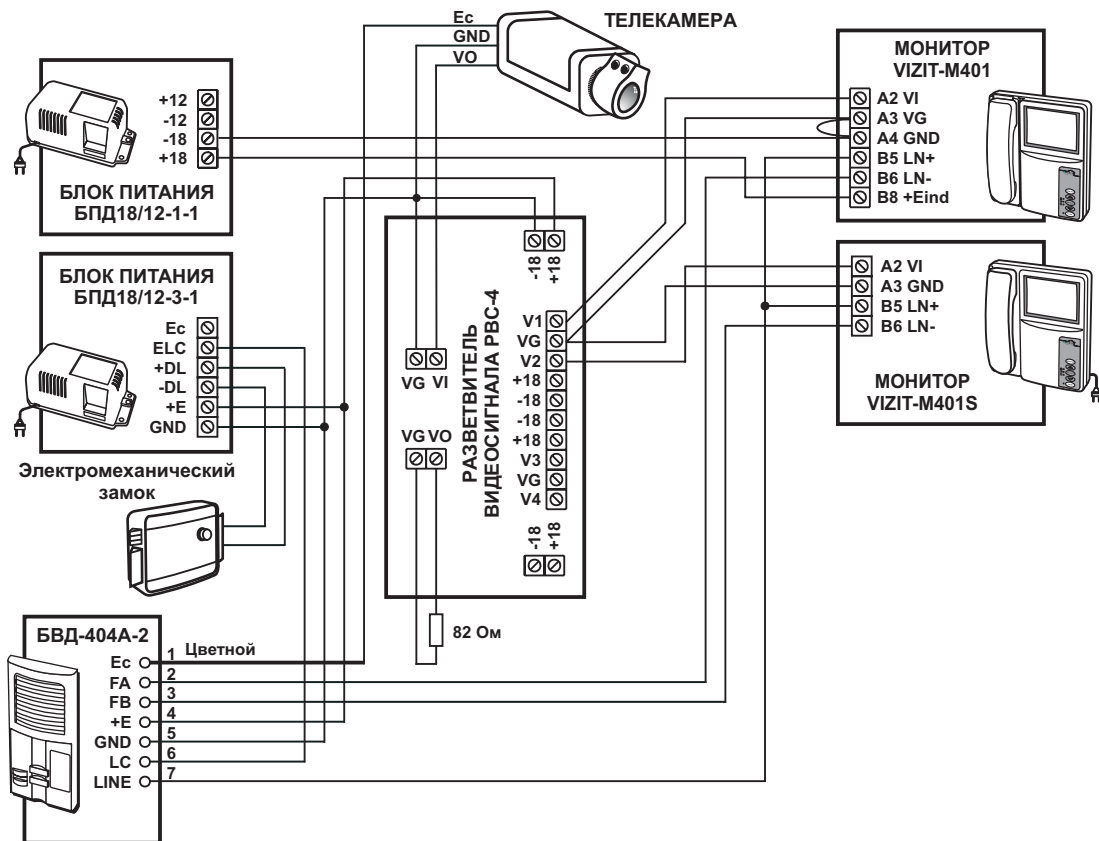 Ec
GND
VO
ТЕЛЕКАМЕРА
+12
-12
-18
+18
БЛОК ПИТАНИЯ
БПД18/12-1-1
МОНИТОР
VIZIT-M401
A2 VI
A3 VG
A4 GND
B5 LN+
B6 LN-
B8 +Eind
БЛОК ПИТАНИЯ
БПД18/12-3-1
Ec
ELC
+DL
-DL
+E
GND
Электромеханический
замок
-18
+18
VG VI
VG VO
РАЗВЕТВИТЕЛЬ
ВИДЕОСИГНАЛА РВС-4
V1
VG
V2
+18
-18
-18
+18
V3
VG
V4
-18
+18
82 Ом
A2 VI
A3 GND
B5 LN+
B6 LN-
МОНИТОР
VIZIT-M401S
БВД-404А-2
Ec 1 Цветной
FA 2
FB 3
+E 4
GND 5
LC 6
LINE 7